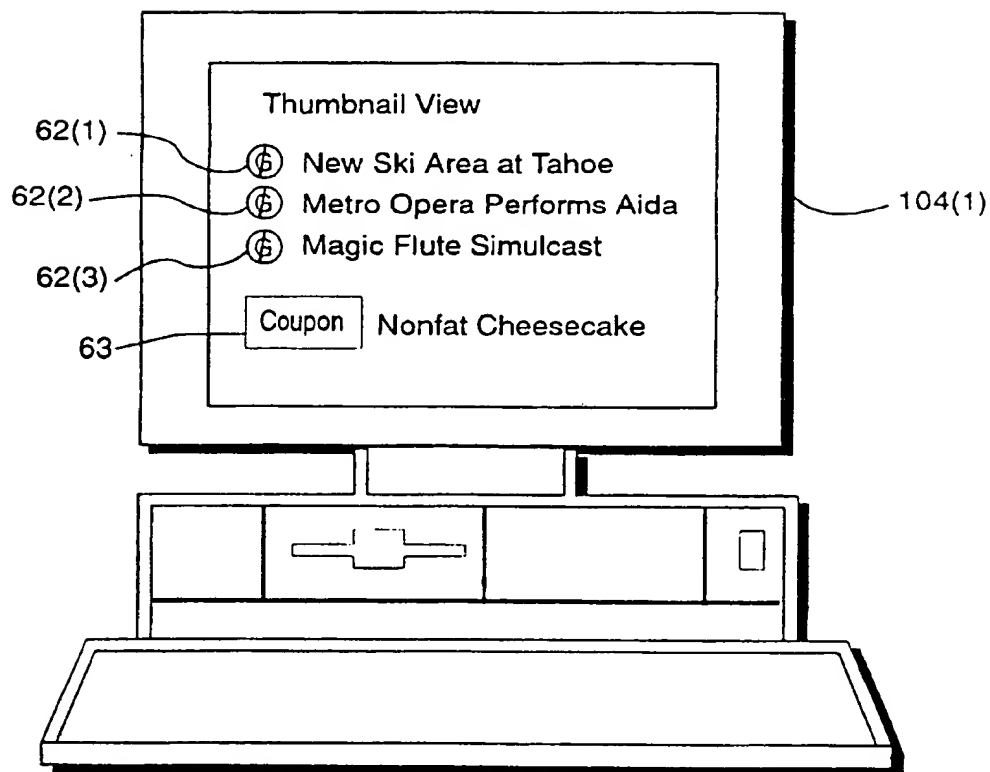 Thumbnail View
62(1)
New Ski Area at Tahoe
62(2)
Metro Opera Performs Aida
104(1)
62(3)
Magic Flute Simulcast
63
Coupon
Nonfat Cheesecake